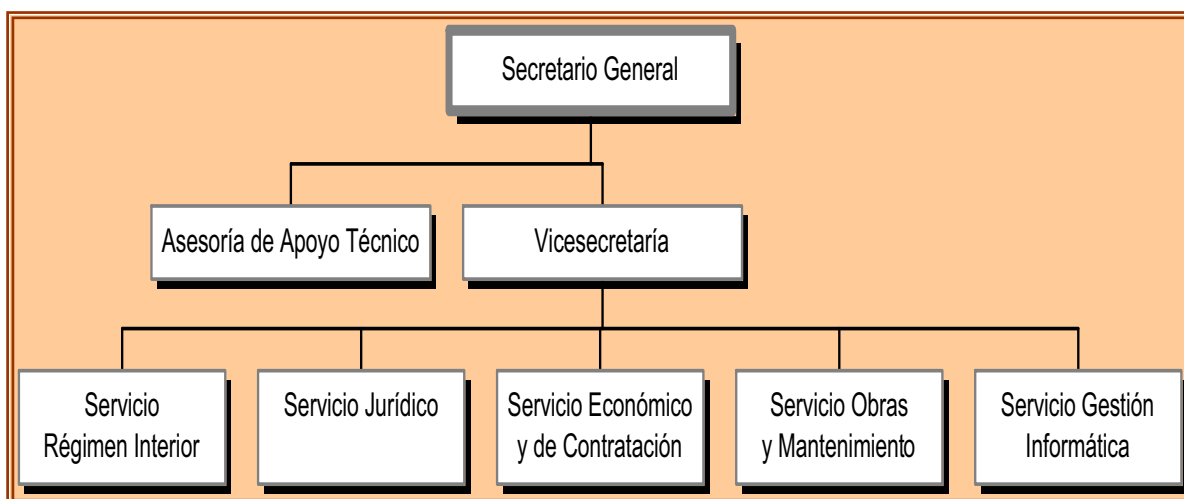 Secretario General
Asesoría de Apoyo Técnico
Vicesecretaría
Servicio
Régimen Interior
Servicio Jurídico
Servicio Económico
y de Contratación
Servicio Obras
y Mantenimiento
Servicio Gestión
Informática